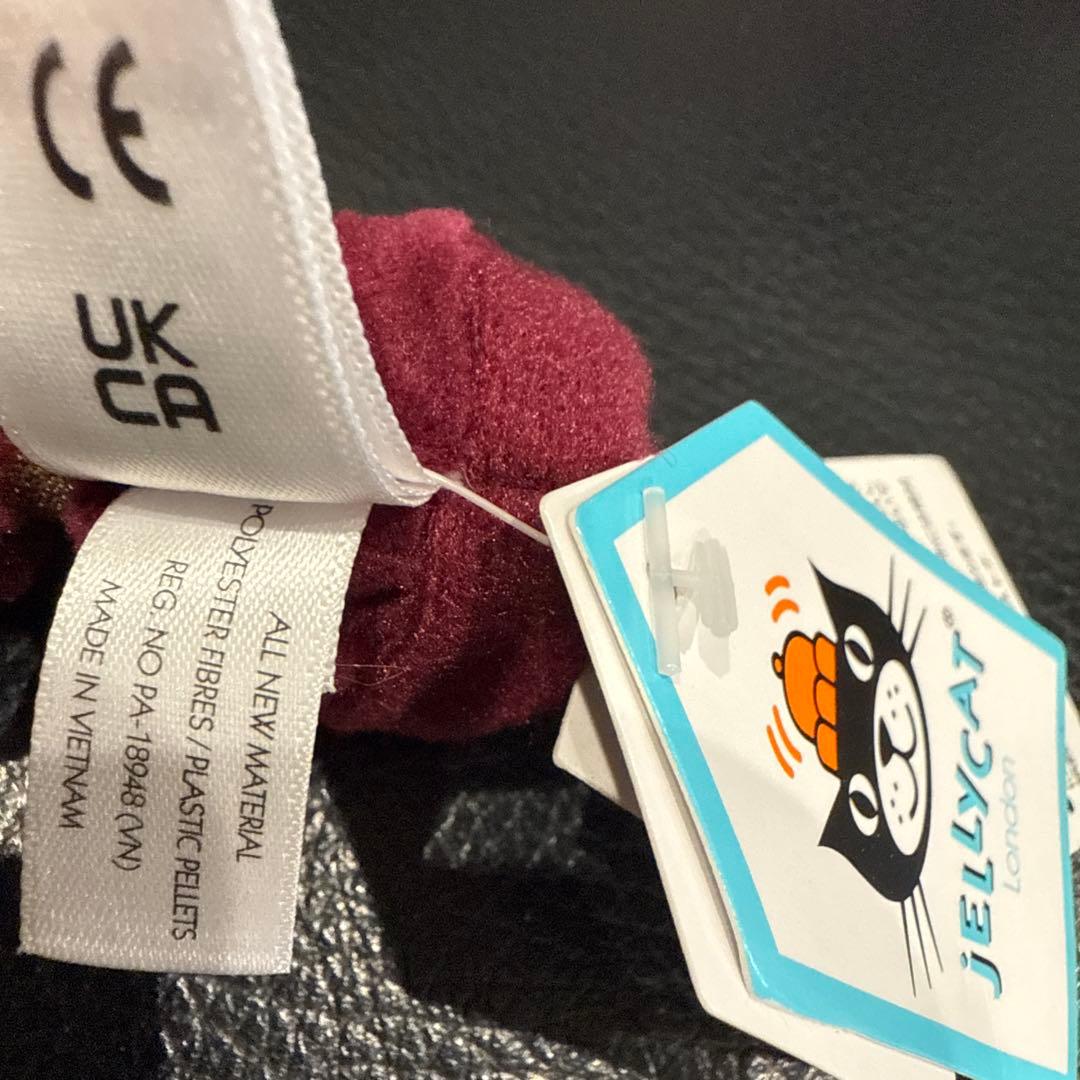 CE
UK
CA
ALL NEW MATERIAL
POLYESTER FIBRES / PLASTIC PELLETS
REG. NO PA-18948 (VN)
MADE IN VIETNAM
JELLYCAT®
London